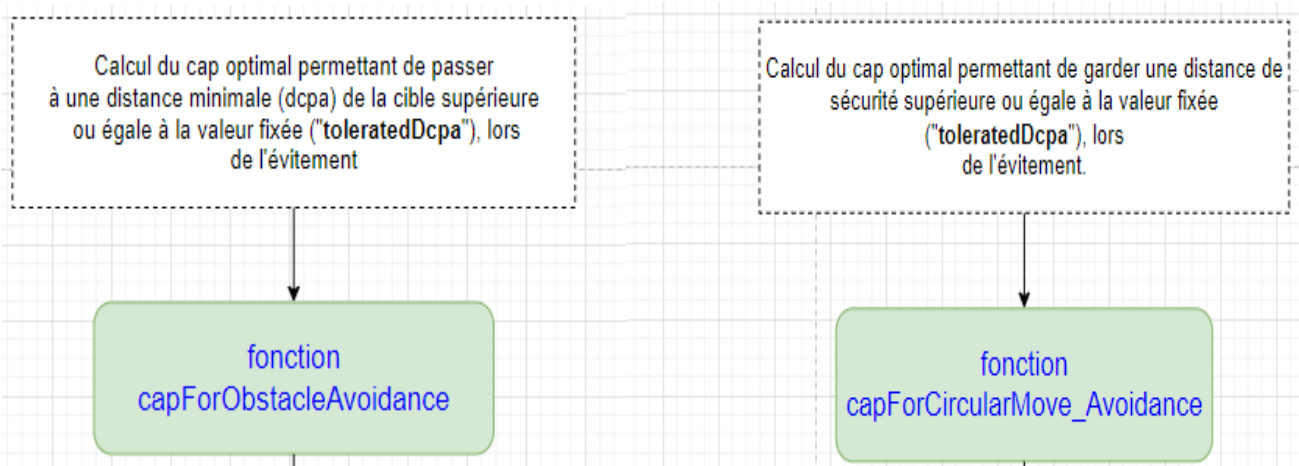 Calcul du cap optimal permettant de passer
à une distance minimale (dcpa) de la cible supérieure
ou égale à la valeur fixée ("toleratedDcpa"), lors
de l'évitement
fonction
capForObstacleAvoidance
Calcul du cap optimal permettant de garder une distance de
sécurité supérieure ou égale à la valeur fixée
("toleratedDcpa"), lors
de l'évitement.
fonction
capForCircularMove_Avoidance